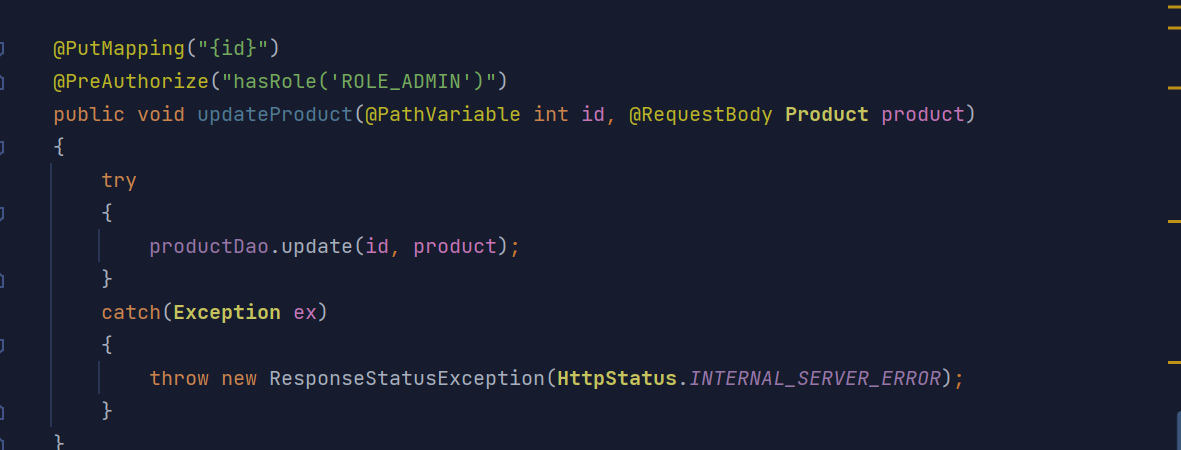 @PutMapping("{id}")
@PreAuthorize("hasRole('ROLE_ADMIN')")
public void updateProduct(@PathVariable int id, @RequestBody Product product)
{
    try
    {
        productDao.update(id, product);
    }
    catch(Exception ex)
    {
        throw new ResponseStatusException(HttpStatus.INTERNAL_SERVER_ERROR);
    }
}